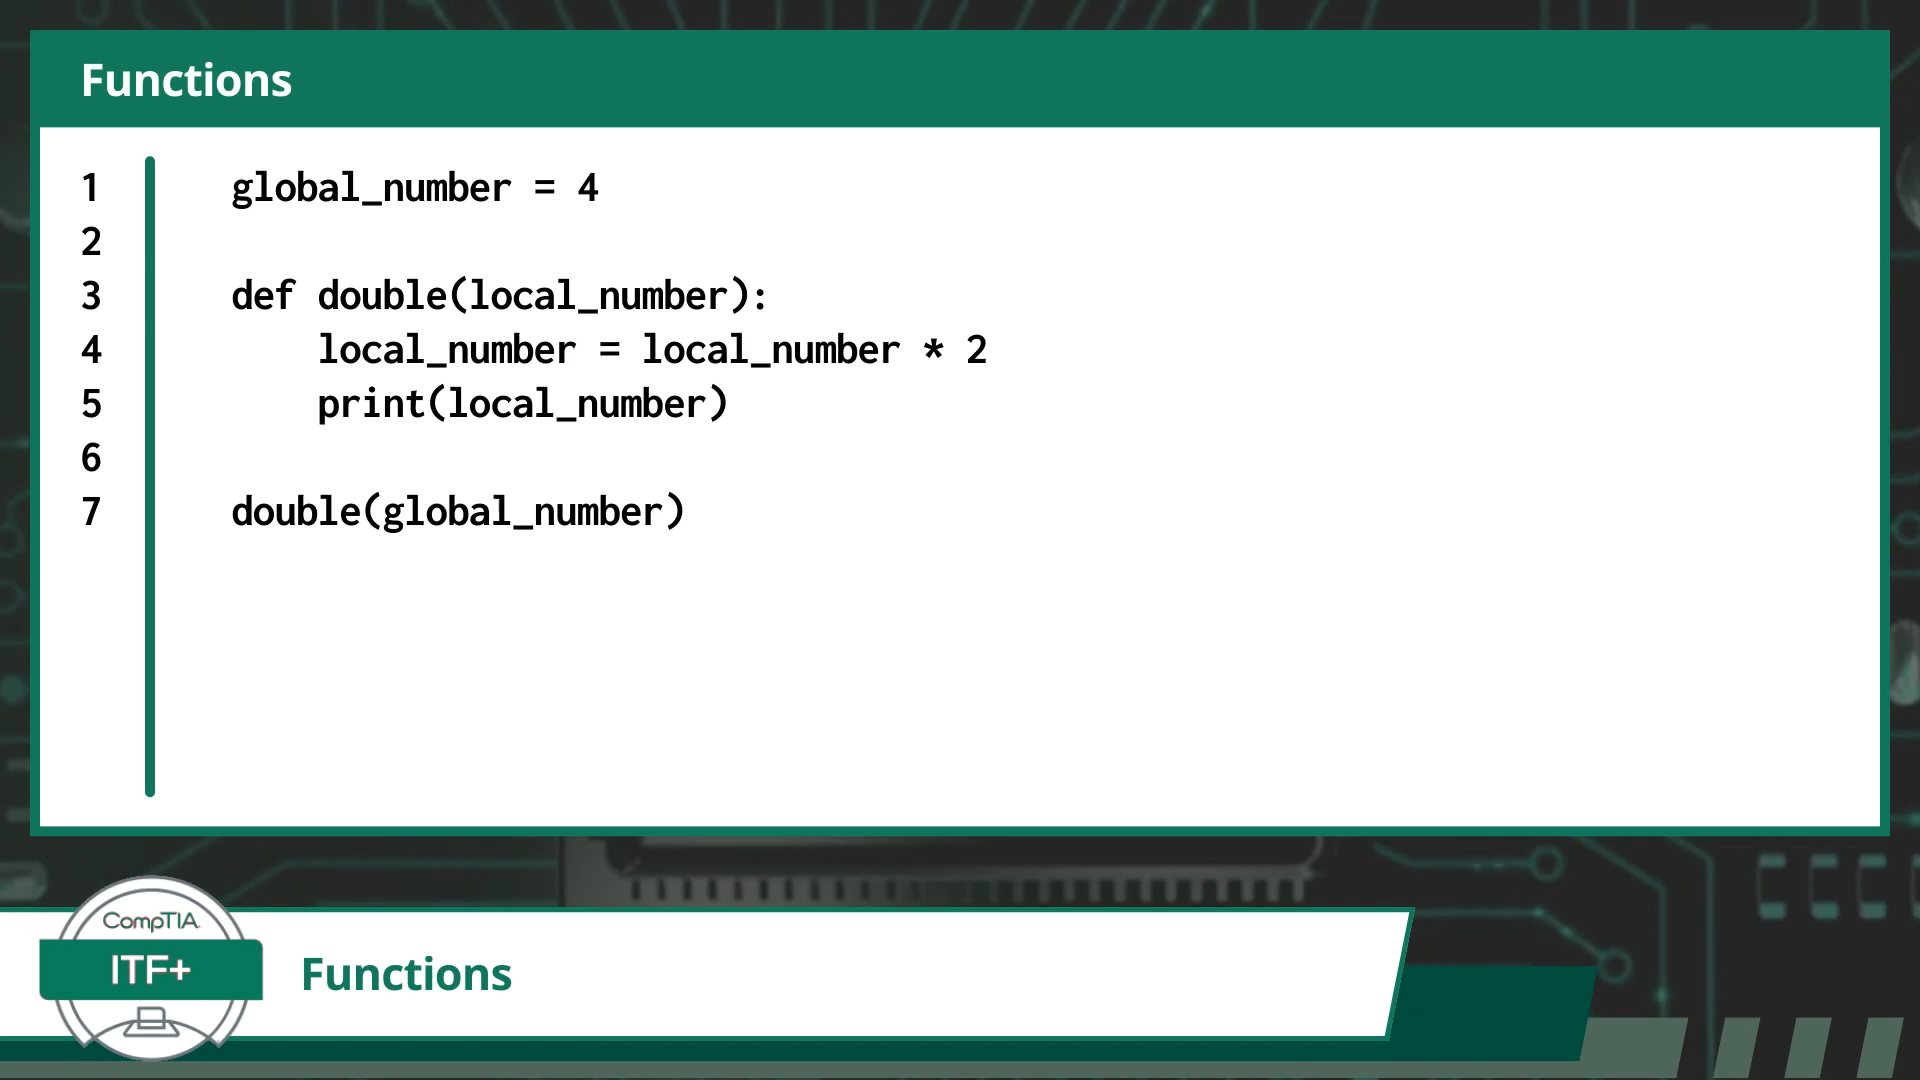 Functions
1 global_number = 4
2
3 def double(local_number):
4     local_number = local_number * 2
5     print(local_number)
6
7 double(global_number)
CompTIA
ITF+
Functions